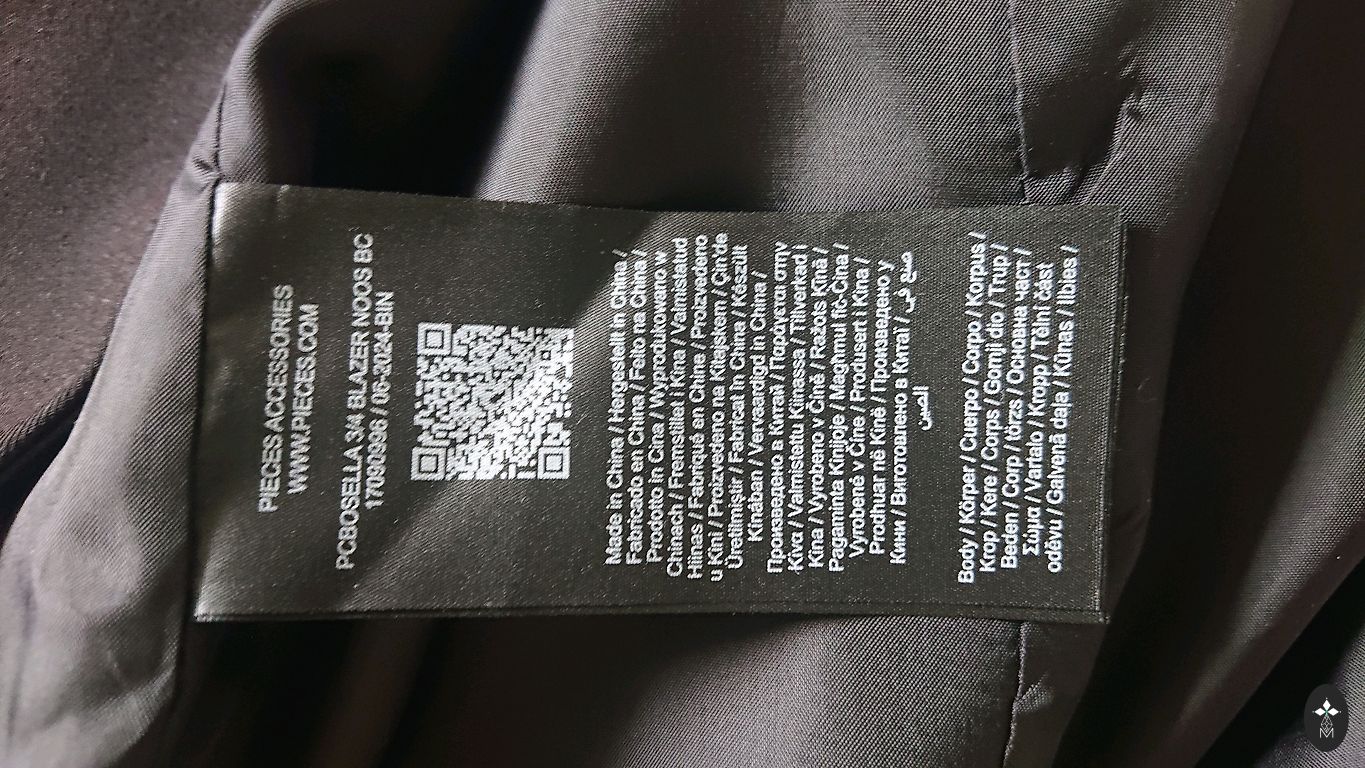 PIECES ACCESSORIES
WWW.PIECES.COM
PCBOSELLA 3/4 BLAZER NOOS BC
17090996 / 06-2024-BIN
Made in China / Hergestellt in China /
Fabricado en China / Feito na China /
Prodotto in Cina / Wyprodukowano w
Chinach / Fremstillet i Kina / Valmistatud
Hiinas / Fabriqué en Chine / Proizvedeno
u Kini / Proizvedeno na Kitajskem / Çin'de
Üretilmiştir / Fabricat în China / Készült
Kínában / Vervaardigd in China /
Произведено в Китай / Παράγεται στην
Κίνα / Valmistettu Kiinassa / Tillverkad i
Kina / Vyrobeno v Číně / Ražots Ķīnā /
Pagaminta Kinijoje / Magħmul fiċ-Ċina /
Vyrobené v Číne / Produsert i Kina /
Prodhuar në Kinë / Произведено у
Кини / Виготовлено в Китаї / صنع في
الصين
Body / Körper / Cuerpo / Corpo / Korpus /
Krop / Kere / Corps / Gornji dio / Trup /
Beden / Corp / törzs / Основна част /
Σώμα / Vartalo / Kropp / Tělní část
oděvu / Galvenā daļa / Kūnas / Il-bies /
M